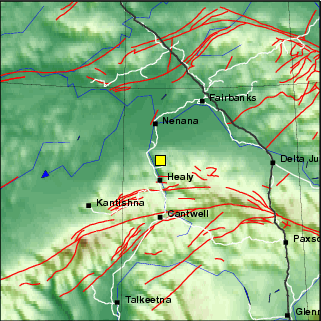 Fairbanks
Nenana
Delta Ju
Healy
Kantishna
Cantwell
Paxso
Talkeetna
Glenn